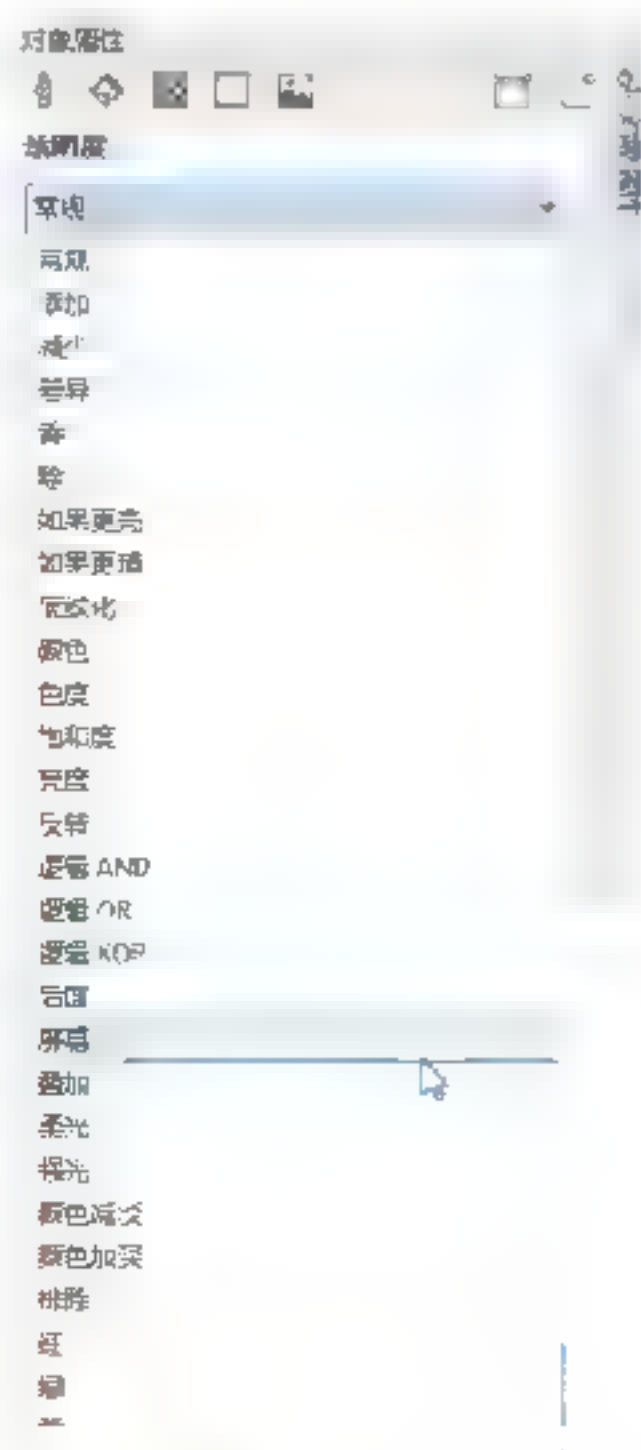 对象属性
透明度
常规
常规
添加
减少
差异
乘
除
如果更亮
如果更暗
底纹化
颜色
色度
饱和度
亮度
反转
逻辑 AND
逻辑 OR
逻辑 XOR
后面
屏幕
叠加
柔光
强光
颜色减淡
颜色加深
排除
红
绿